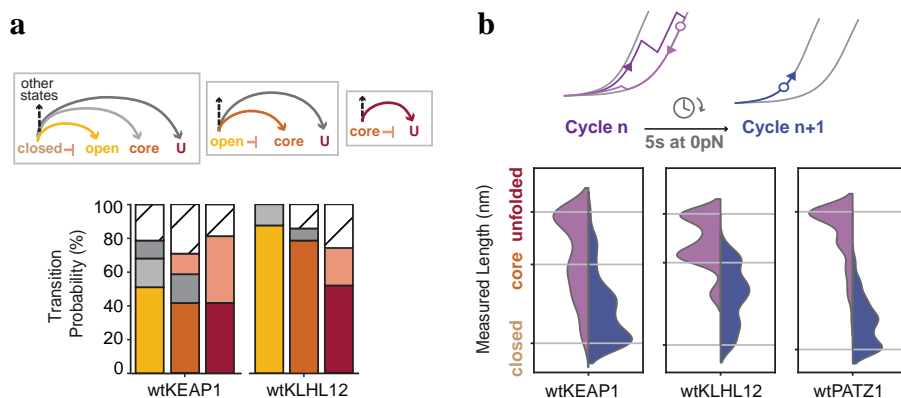 a
other
states
closed
open
core
U
open
core
U
core
U
Transition
Probability (%)
100
80
60
40
20
0
wtKEAP1
wtKLHL12
b
Cycle n
5s at 0pN
Cycle n+1
Measured Length (nm)
unfolded
core
closed
wtKEAP1
wtKLHL12
wtPATZ1